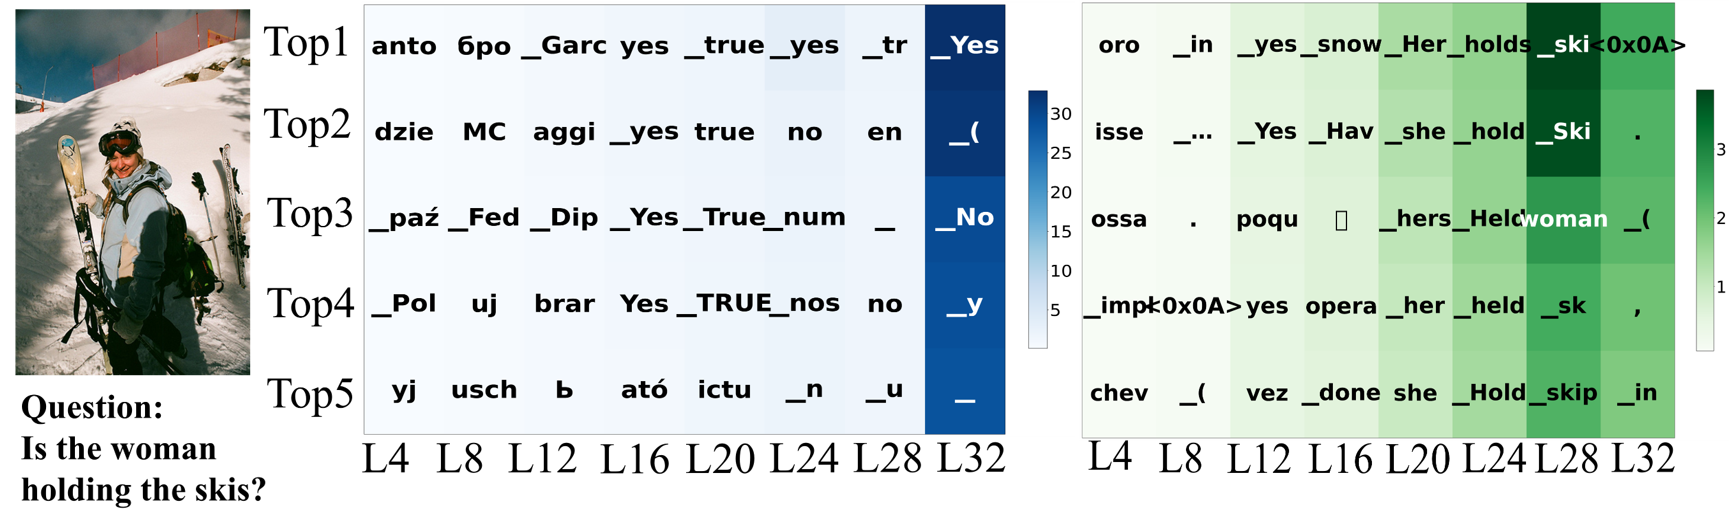 Top1 anto бро _Garc yes _true _yes _tr _Yes oro _in _yes _snow _Her _holds _ski <0x0A>
Top2 dzie MC aggi _yes true no en _( isse _... _Yes _Hav _she _hold _Ski .
Top3 _paź _Fed _Dip _Yes _True _num _ _No ossa . poqu _hers _Held woman _(
Top4 _Pol uj brar Yes _TRUE _nos no _y _imp <0x0A> yes opera _her _held _sk ,
Top5 yj usch Ь ató ictu _n _u _ chev _( vez _done she _Hold _skip _in
L4 L8 L12 L16 L20 L24 L28 L32 L4 L8 L12 L16 L20 L24 L28 L32
30
25
20
15
10
5
3
2
1
Question:
Is the woman
holding the skis?